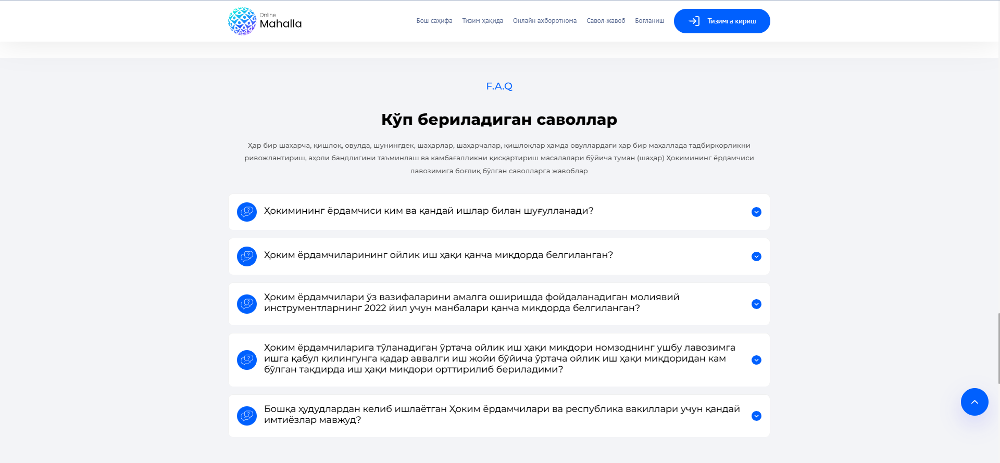 Online
Mahalla
Бош саҳифа
Тизим ҳақида
Онлайн ахборотнома
Савол-жавоб
Боғланиш
Тизимга кириш
F.A.Q
Кўп бериладиган саволлар
Ҳар бир шаҳарча, қишлоқ, овулда, шунингдек, шаҳарлар, шаҳарчалар, қишлоқлар ҳамда овуллардаги ҳар бир маҳаллада тадбиркорликни
ривожлантириш, аҳоли бандлигини таъминлаш ва камбағалликни қисқартириш масалалари бўйича туман (шаҳар) Ҳокимининг ёрдамчиси
лавозимига боғлиқ бўлган саволларга жавоблар
Ҳокимининг ёрдамчиси ким ва қандай ишлар билан шуғулланади?
Ҳоким ёрдамчиларининг ойлик иш ҳақи қанча миқдорда белгиланган?
Ҳоким ёрдамчилари ўз вазифаларини амалга оширишда фойдаланадиган молиявий
инструментларнинг 2022 йил учун манбалари қанча миқдорда белгиланган?
Ҳоким ёрдамчиларига тўланадиган ўртача ойлик иш ҳақи миқдори номзоднинг ушбу лавозимга
ишга қабул қилингунга қадар аввалги иш жойи бўйича ўртача ойлик иш ҳақи миқдоридан кам
бўлган тақдирда иш ҳақи миқдори орттирилиб бериладими?
Бошқа ҳудудлардан келиб ишлаётган Ҳоким ёрдамчилари ва республика вакиллари учун қандай
имтиёзлар мавжуд?